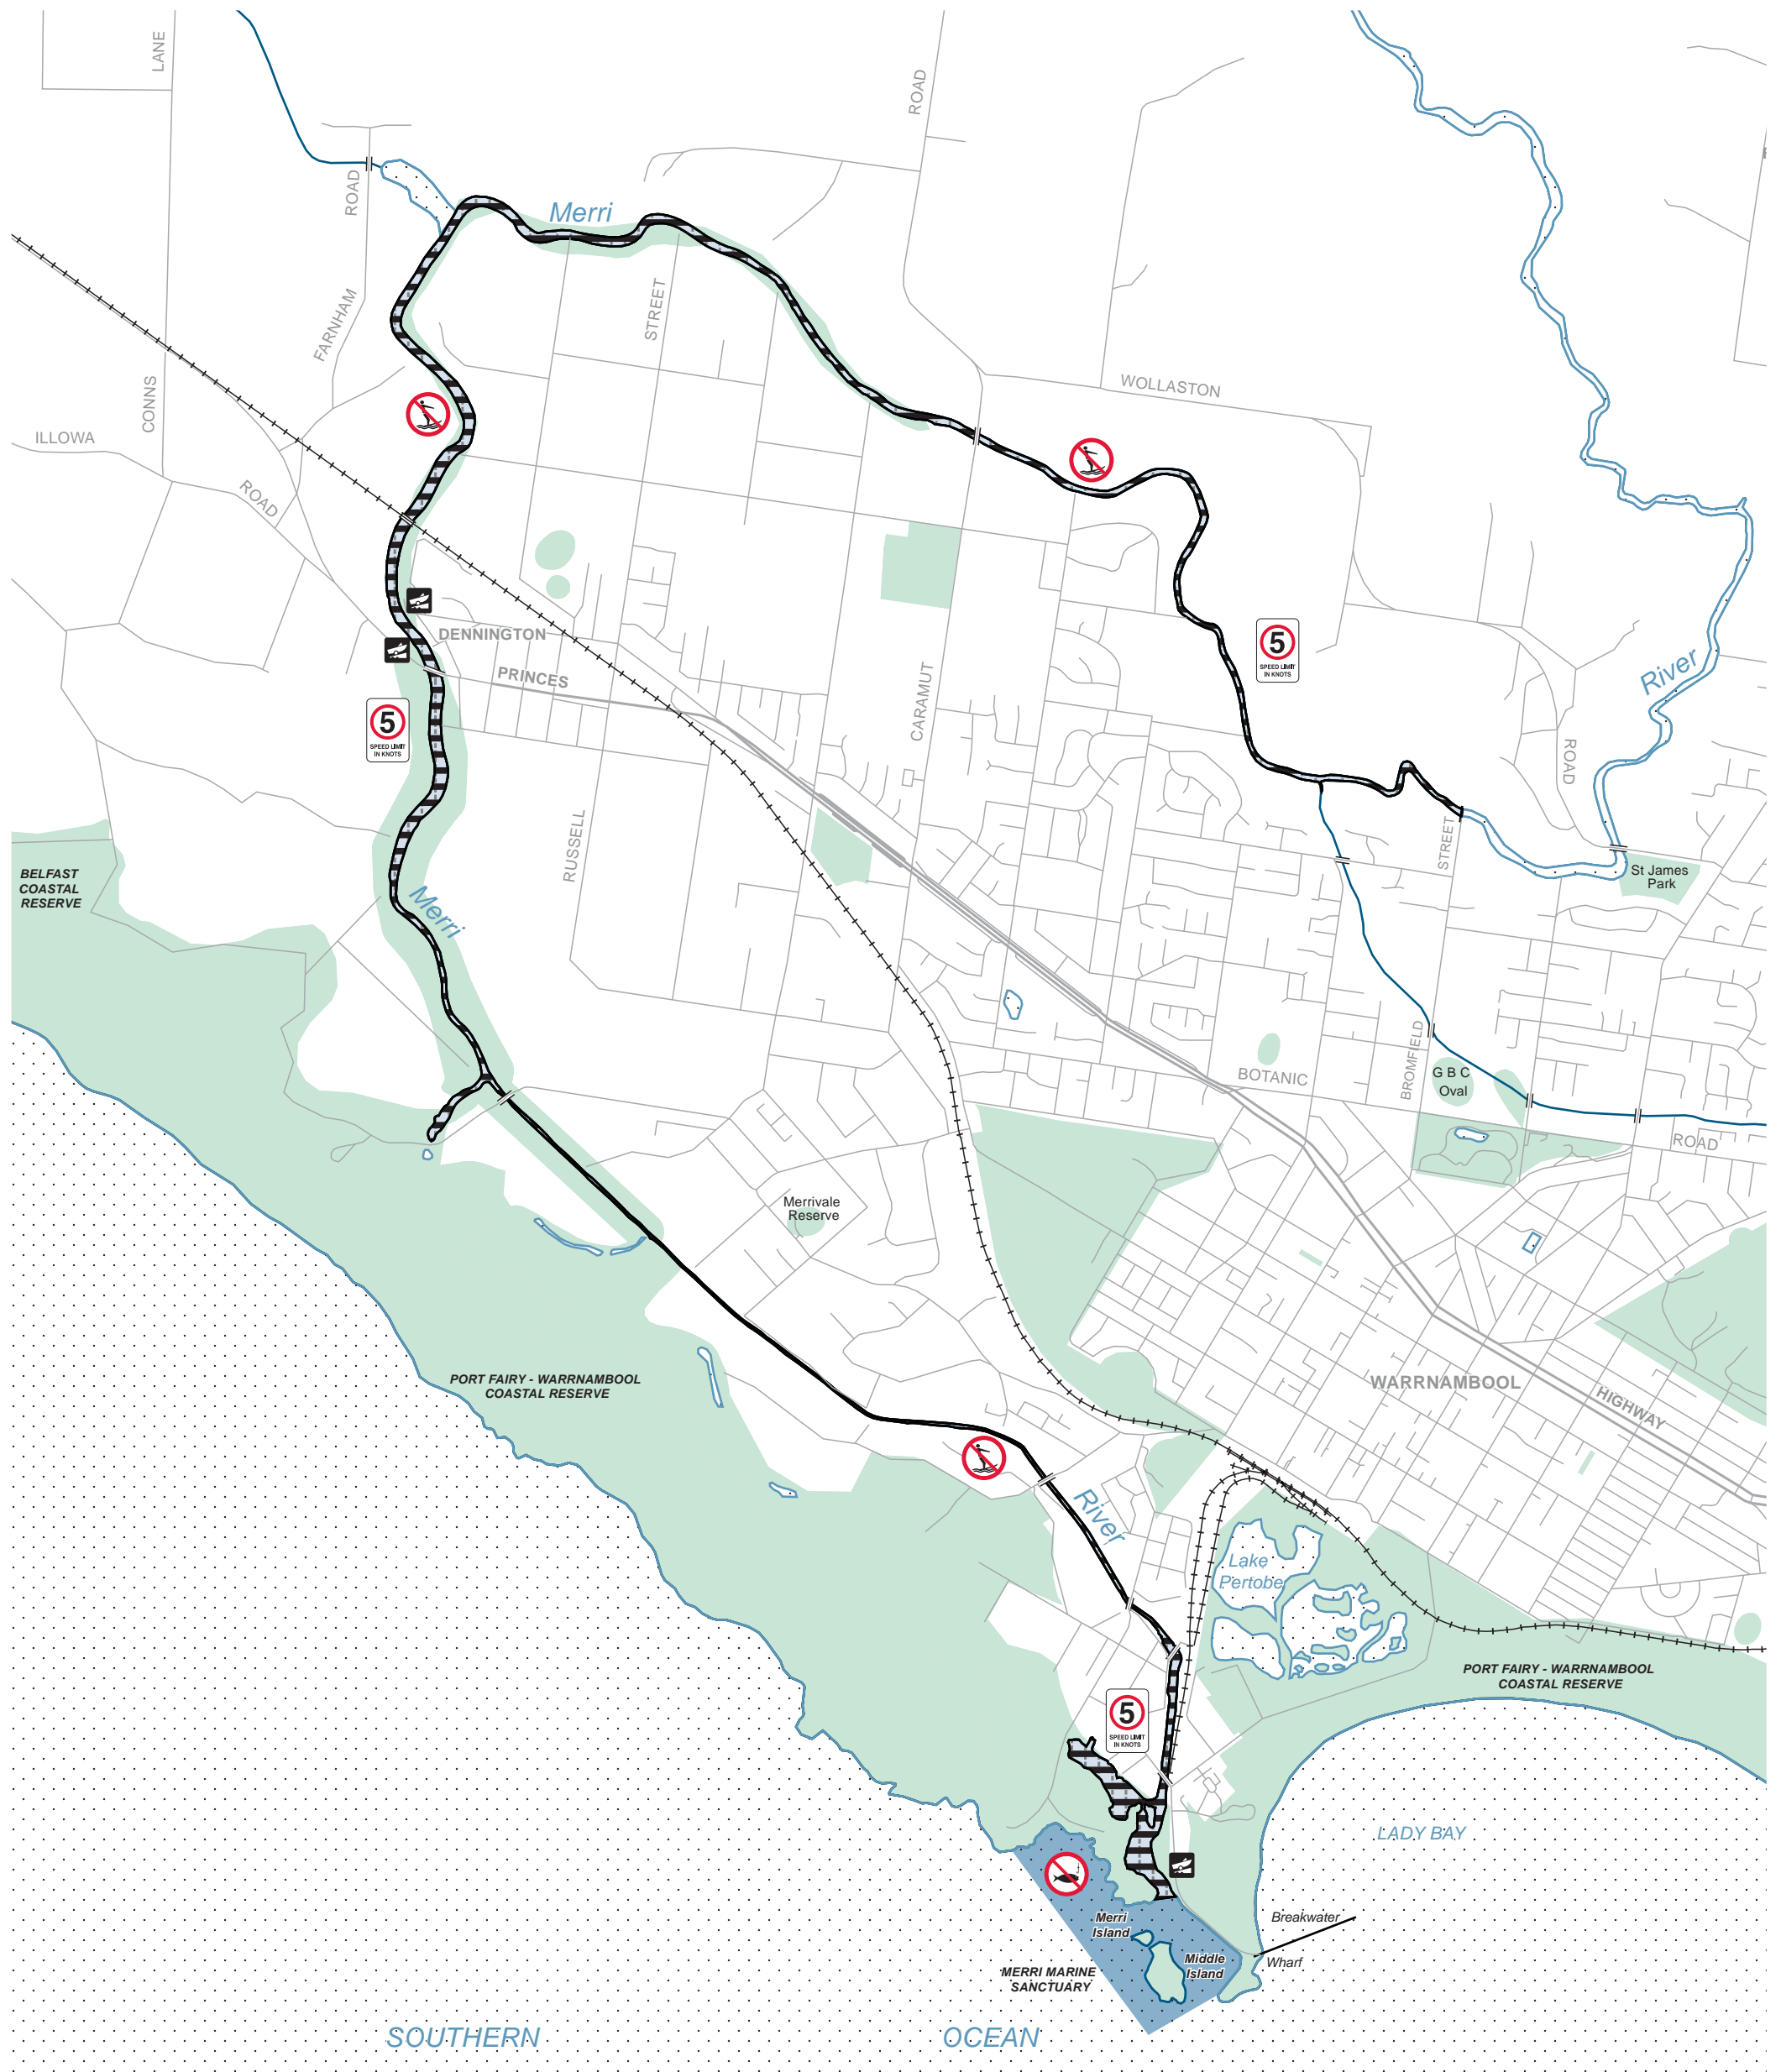 LANE
ROAD
Merri
ROAD
FARNHAM
STREET
CONNS
WOLLASTON
ILLOWA
ROAD
5
SPEED LIMIT
IN KNOTS
River
DENNINGTON
PRINCES
CARAMUT
ROAD
5
SPEED LIMIT
IN KNOTS
RUSSELL
STREET
St James
Park
BELFAST
COASTAL
RESERVE
Merri
BROMFIELD
BOTANIC
G B C
Oval
ROAD
Merrivale
Reserve
PORT FAIRY - WARRNAMBOOL
COASTAL RESERVE
WARRNAMBOOL
HIGHWAY
River
Lake
Pertobe
PORT FAIRY - WARRNAMBOOL
COASTAL RESERVE
5
SPEED LIMIT
IN KNOTS
LADY BAY
Merri
Island
Breakwater
Middle
Island
Wharf
MERRI MARINE
SANCTUARY
SOUTHERN
OCEAN